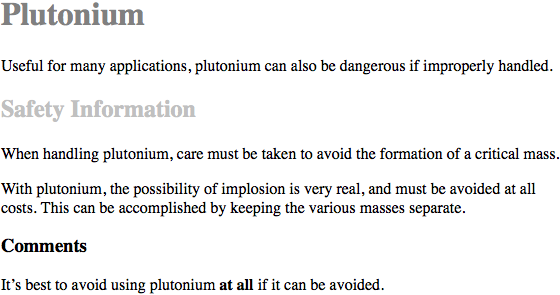 Plutonium
Useful for many applications, plutonium can also be dangerous if improperly handled.
Safety Information
When handling plutonium, care must be taken to avoid the formation of a critical mass.
With plutonium, the possibility of implosion is very real, and must be avoided at all
costs. This can be accomplished by keeping the various masses separate.
Comments
It’s best to avoid using plutonium at all if it can be avoided.